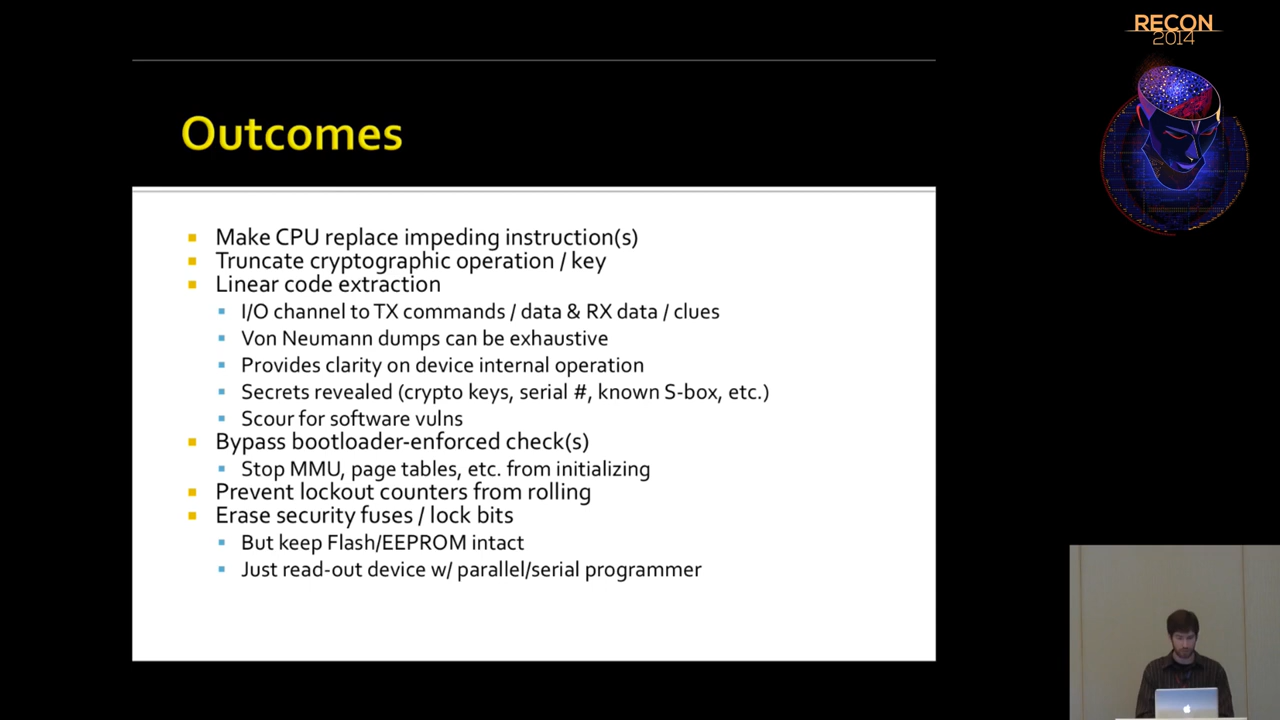 RECON
2014
Outcomes
Make CPU replace impeding instruction(s)
Truncate cryptographic operation / key
Linear code extraction
I/O channel to TX commands / data & RX data / clues
Von Neumann dumps can be exhaustive
Provides clarity on device internal operation
Secrets revealed (crypto keys, serial #, known S-box, etc.)
Scour for software vulns
Bypass bootloader-enforced check(s)
Stop MMU, page tables, etc. from initializing
Prevent lockout counters from rolling
Erase security fuses / lock bits
But keep Flash/EEPROM intact
Just read-out device w/ parallel/serial programmer